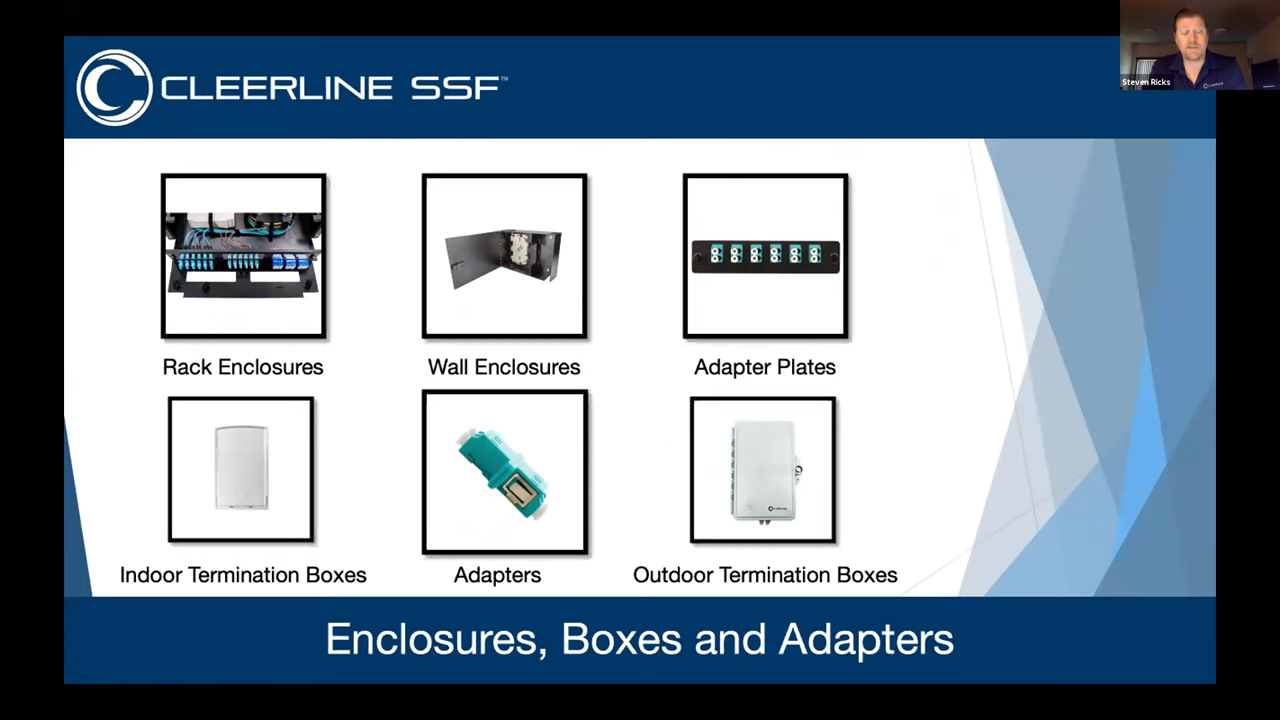 CLEERLINE SSF™
Steven Ricks
Rack Enclosures
Wall Enclosures
Adapter Plates
CLEERLINE
Indoor Termination Boxes
Adapters
Outdoor Termination Boxes
Enclosures, Boxes and Adapters